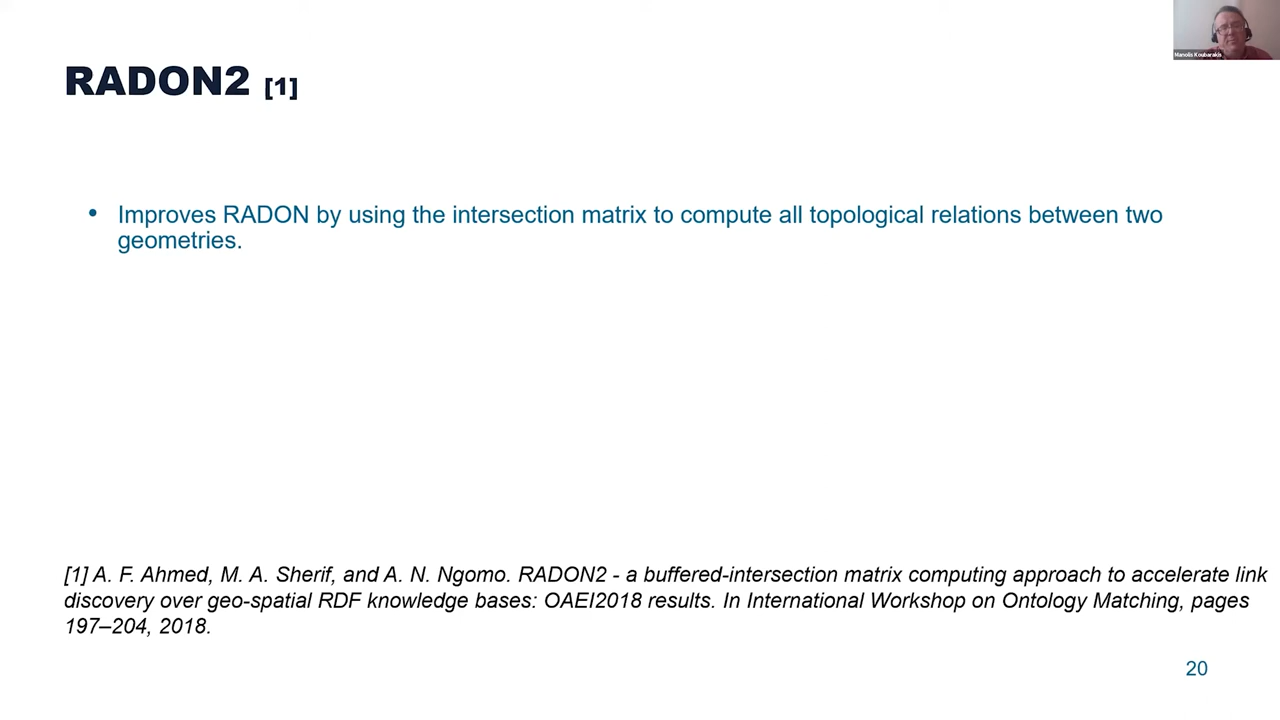 Manolis Koubarakis
RADON2 [1]
• Improves RADON by using the intersection matrix to compute all topological relations between two
geometries.
[1] A. F. Ahmed, M. A. Sherif, and A. N. Ngomo. RADON2 - a buffered-intersection matrix computing approach to accelerate link
discovery over geo-spatial RDF knowledge bases: OAEI2018 results. In International Workshop on Ontology Matching, pages
197–204, 2018.
20